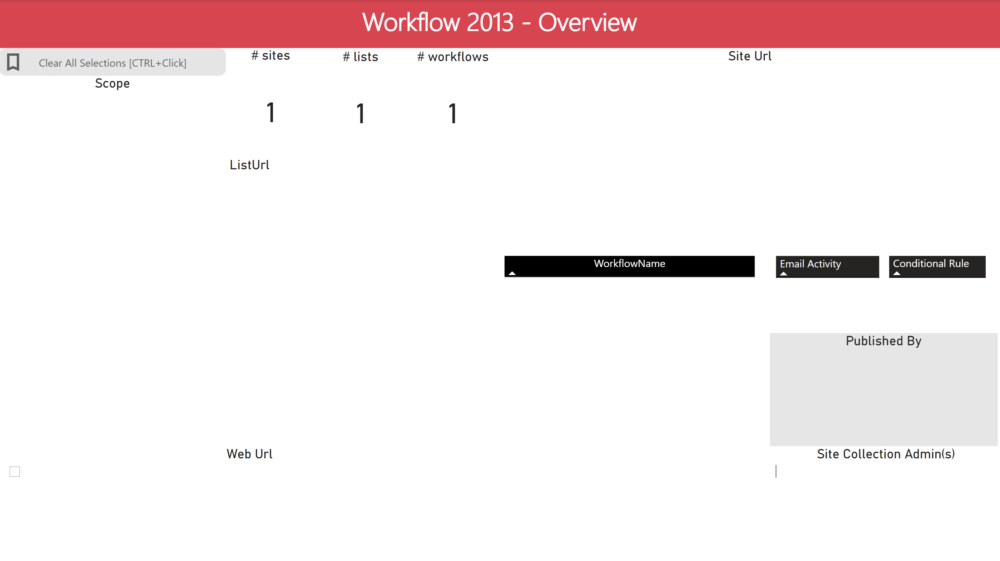 Workflow 2013 - Overview
Clear All Selections [CTRL+Click]
# sites
# lists
# workflows
Site Url
Scope
1
1
1
ListUrl
WorkflowName
Email Activity
Conditional Rule
Published By
Web Url
Site Collection Admin(s)